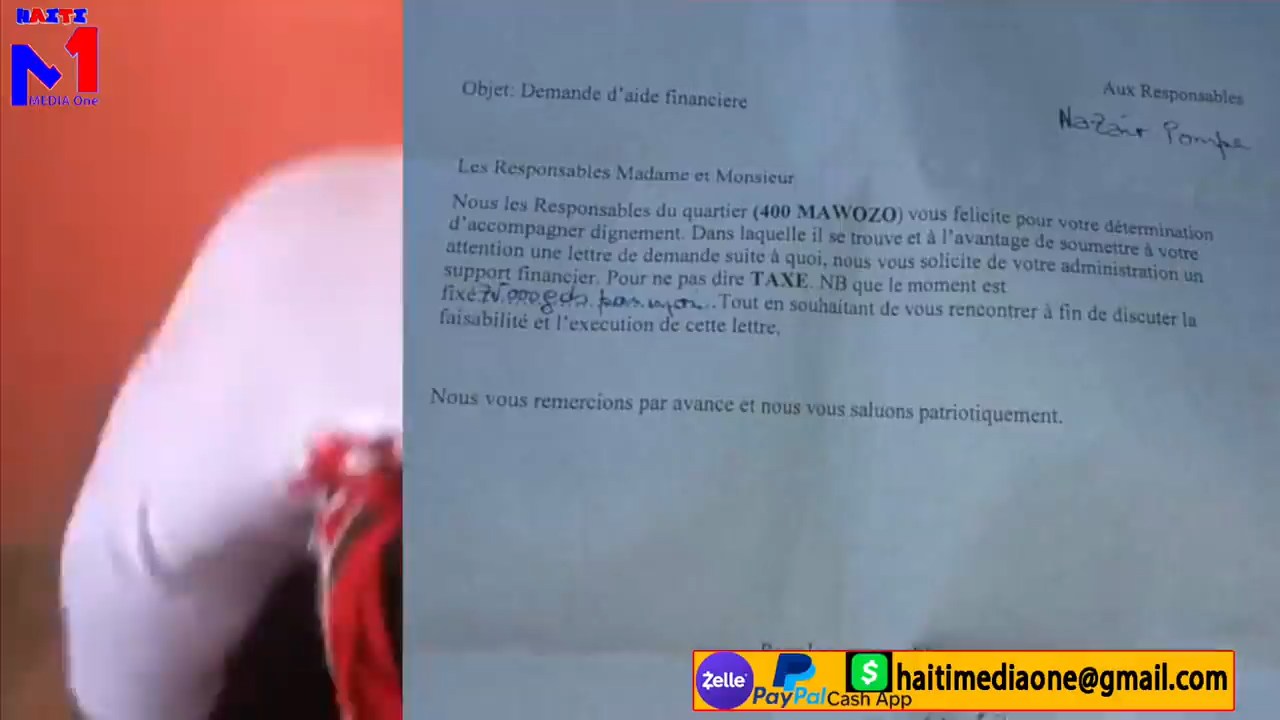 HAITI
M1
MEDIA One
Objet: Demande d'aide financiere
Aux Responsables
Les Responsables Madame et Monsieur
Nous les Responsables du quartier (400 MAWOZO) vous felicite pour votre détermination
d'accompagner dignement. Dans laquelle il se trouve et à l'avantage de soumettre à votre
attention une lettre de demande suite à quoi, nous vous solicite de votre administration un
support financier. Pour ne pas dire TAXE. NB que le moment est
fixé 75.000 gds Tout en souhaitant de vous rencontrer à fin de discuter la
faisabilité et l'execution de cette lettre.
Nous vous remercions par avance et nous vous saluons patriotiquement.
Zelle
PayPal
$
Cash App
haitimediaone@gmail.com